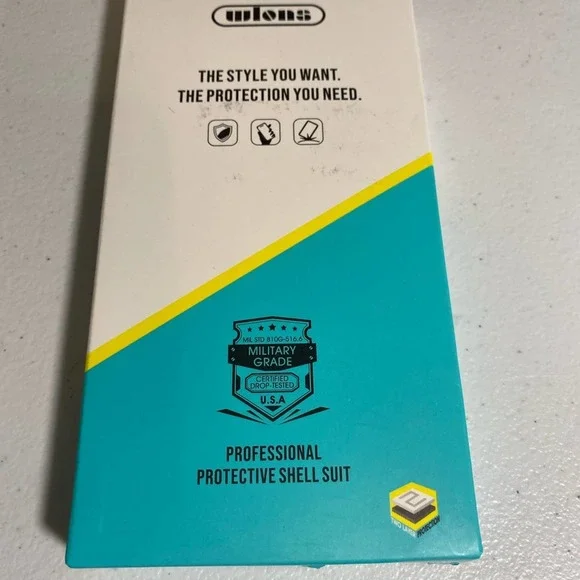 wlons
THE STYLE YOU WANT.
THE PROTECTION YOU NEED.
MIL STD 810G-516.6
MILITARY
GRADE
CERTIFIED
DROP-TESTED
U.S.A
PROFESSIONAL
PROTECTIVE SHELL SUIT
PROTECTION